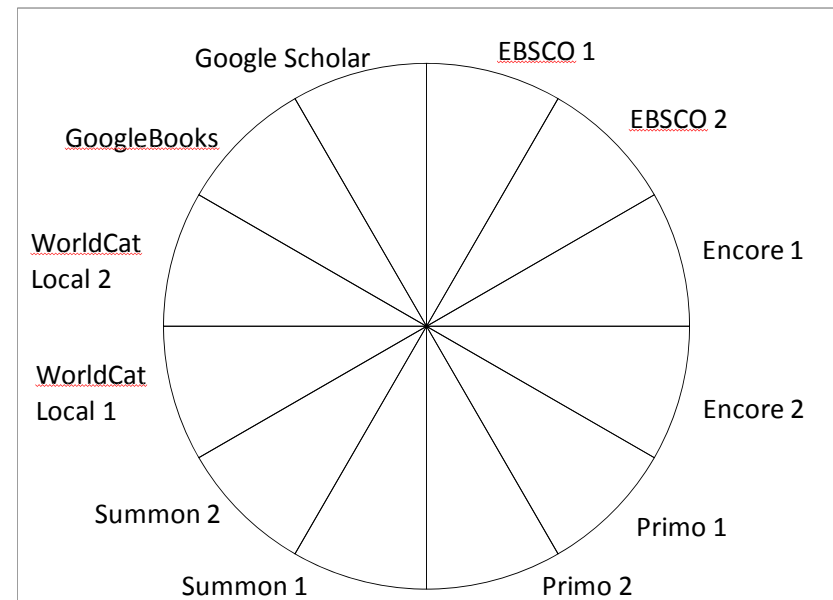 Google Scholar
EBSCO 1
EBSCO 2
Encore 1
Encore 2
Primo 1
Primo 2
Summon 1
Summon 2
WorldCat
Local 1
WorldCat
Local 2
GoogleBooks